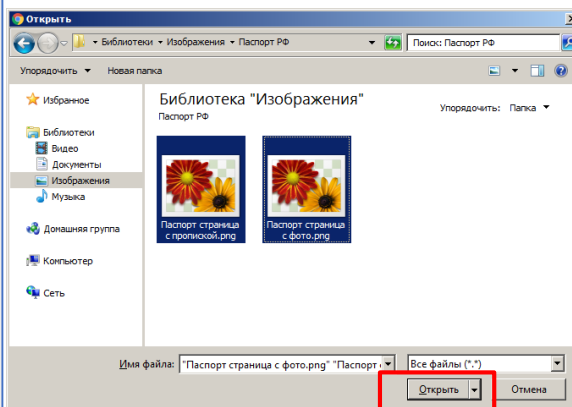 Открыть
Библиотеки
Изображения
Паспорт РФ
Поиск: Паспорт РФ
Упорядочить
Новая папка
Избранное
Библиотеки
Видео
Документы
Изображения
Музыка
Домашняя группа
Компьютер
Сеть
Библиотека "Изображения"
Паспорт РФ
Упорядочить: Папка
Паспорт страница
с пропиской.png
Паспорт страница
с фото.png
Имя файла: "Паспорт страница с фото.png" "Паспорт
Все файлы (*.*)
Открыть
Отмена